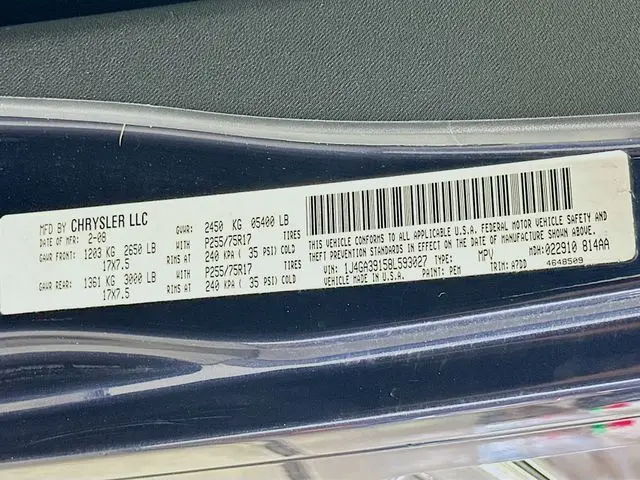 MFD BY CHRYSLER LLC
DATE OF MFR: 2-08 GVWR: 2450 KG 05400 LB
GAWR FRONT: 1203 KG 2650 LB WITH P255/75R17 TIRES
17X7.5 RIMS AT 240 KPA ( 35 PSI) COLD
GAWR REAR: 1361 KG 3000 LB WITH P255/75R17 TIRES
17X7.5 RIMS AT 240 KPA ( 35 PSI) COLD
THIS VEHICLE CONFORMS TO ALL APPLICABLE U.S.A. FEDERAL MOTOR VEHICLE SAFETY AND
THEFT PREVENTION STANDARDS IN EFFECT ON THE DATE OF MANUFACTURE SHOWN ABOVE.
VIN: 1J4GA39158L593027 TYPE: MPV MDH: 022910 814AA
VEHICLE MADE IN U.S.A. PAINT: PEM TRIM: A7DD 4648509